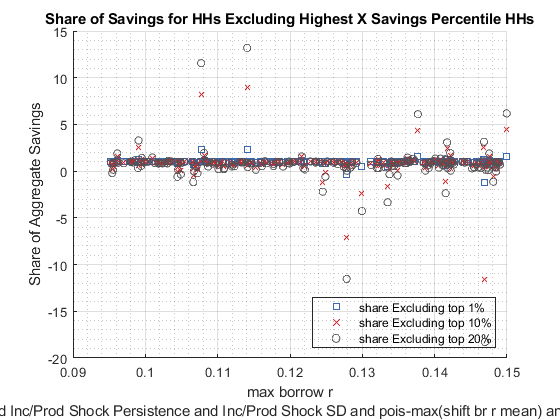 Share of Savings for HHs Excluding Highest X Savings Percentile HHs
15
10
5
0
-5
-10
-15
-20
Share of Aggregate Savings
share Excluding top 1%
share Excluding top 10%
share Excluding top 20%
0.09 0.1 0.11 0.12 0.13 0.14 0.15
max borrow r
d Inc/Prod Shock Persistence and Inc/Prod Shock SD and pois-max(shift br r mean) an